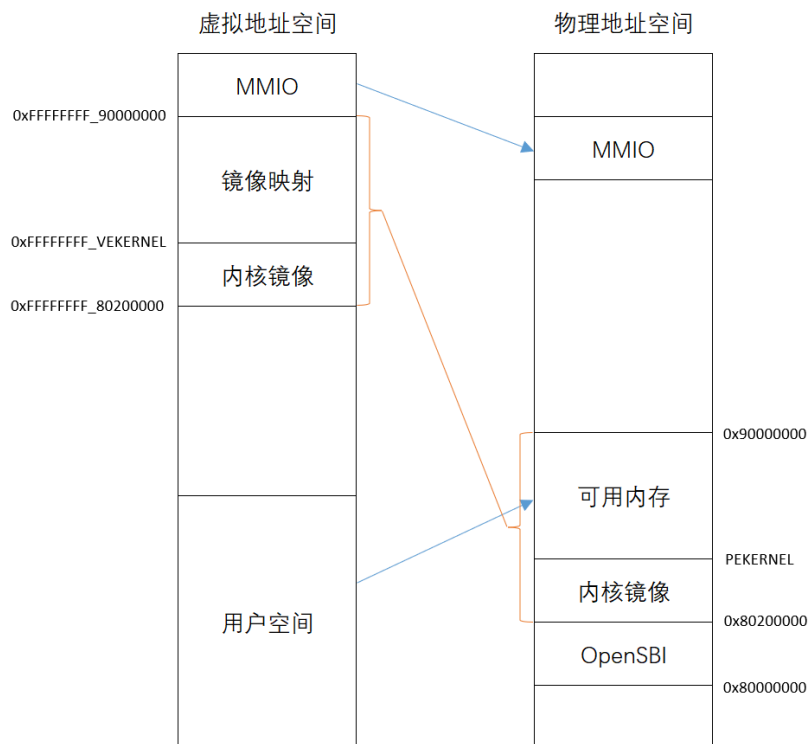 虚拟地址空间
物理地址空间
MMIO
0xFFFFFFFF_90000000
MMIO
镜像映射
0xFFFFFFFF_VEKERNEL
内核镜像
0xFFFFFFFF_80200000
0x90000000
可用内存
PEKERNEL
内核镜像
用户空间
0x80200000
OpenSBI
0x80000000